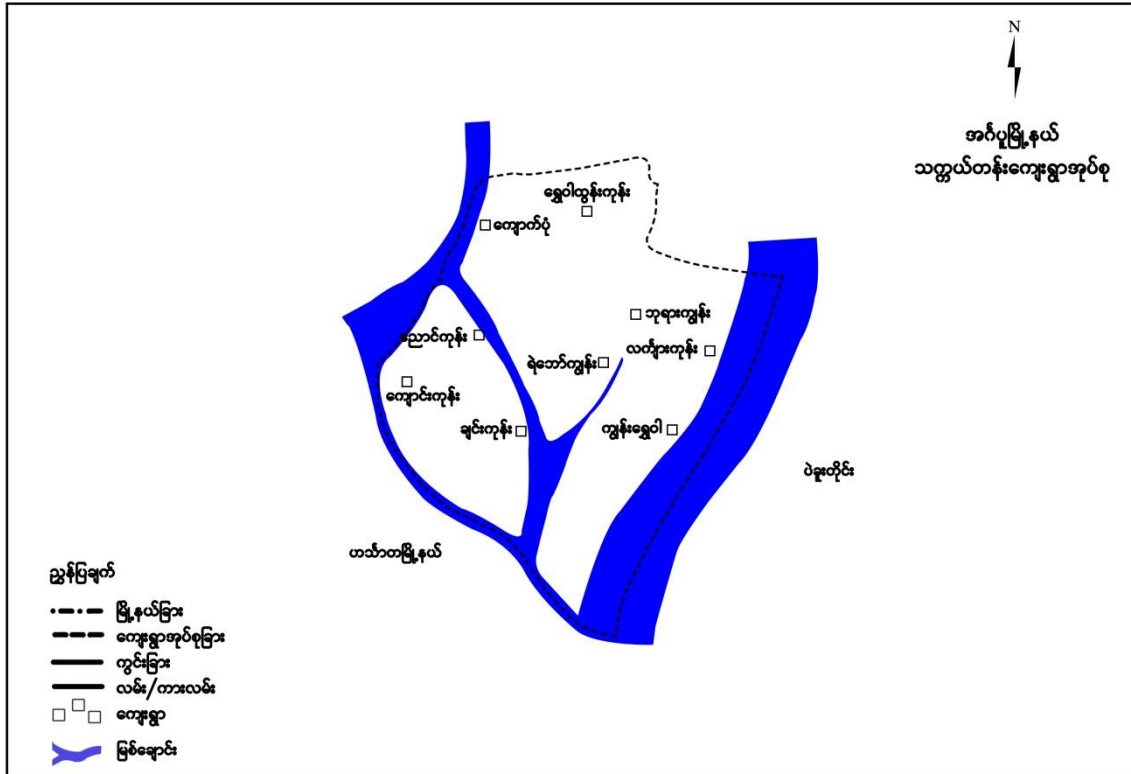 N
အင်္ဂပူမြို့နယ်
သက္ကယ်တန်းကျေးရွာအုပ်စု
ရွှေဝါထွန်းကုန်း
ကျောက်ပုံ
ဘုရားကျွန်း
ညောင်ကုန်း
လင်္ကျားကုန်း
ရဲဘော်ကျွန်း
ကျောင်းကုန်း
ချင်းကုန်း
ကျွန်းရွှေဝါ
ပဲခူးတိုင်း
ဟင်္သာတမြို့နယ်
ညွှန်ပြချက်
မြို့နယ်ခြား
ကျေးရွာအုပ်စုခြား
ကွင်းခြား
လမ်း/ကားလမ်း
ကျေးရွာ
မြစ်ချောင်း